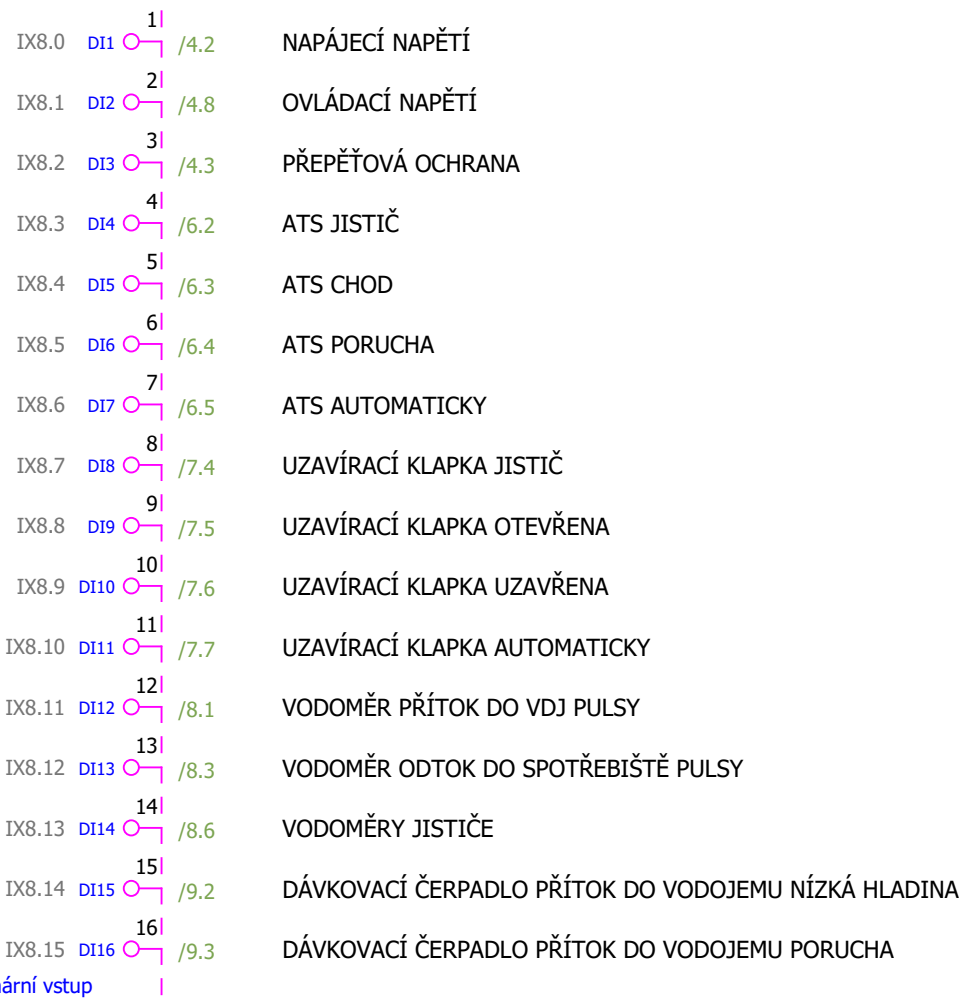 1
IX8.0 DI1 /4.2 NAPÁJECÍ NAPĚTÍ
2
IX8.1 DI2 /4.8 OVLÁDACÍ NAPĚTÍ
3
IX8.2 DI3 /4.3 PŘEPĚŤOVÁ OCHRANA
4
IX8.3 DI4 /6.2 ATS JISTIČ
5
IX8.4 DI5 /6.3 ATS CHOD
6
IX8.5 DI6 /6.4 ATS PORUCHA
7
IX8.6 DI7 /6.5 ATS AUTOMATICKY
8
IX8.7 DI8 /7.4 UZAVÍRACÍ KLAPKA JISTIČ
9
IX8.8 DI9 /7.5 UZAVÍRACÍ KLAPKA OTEVŘENA
10
IX8.9 DI10 /7.6 UZAVÍRACÍ KLAPKA UZAVŘENA
11
IX8.10 DI11 /7.7 UZAVÍRACÍ KLAPKA AUTOMATICKY
12
IX8.11 DI12 /8.1 VODOMĚR PŘÍTOK DO VDJ PULSY
13
IX8.12 DI13 /8.3 VODOMĚR ODTOK DO SPOTŘEBIŠTĚ PULSY
14
IX8.13 DI14 /8.6 VODOMĚRY JISTIČE
15
IX8.14 DI15 /9.2 DÁVKOVACÍ ČERPADLO PŘÍTOK DO VODOJEMU NÍZKÁ HLADINA
16
IX8.15 DI16 /9.3 DÁVKOVACÍ ČERPADLO PŘÍTOK DO VODOJEMU PORUCHA
vstup